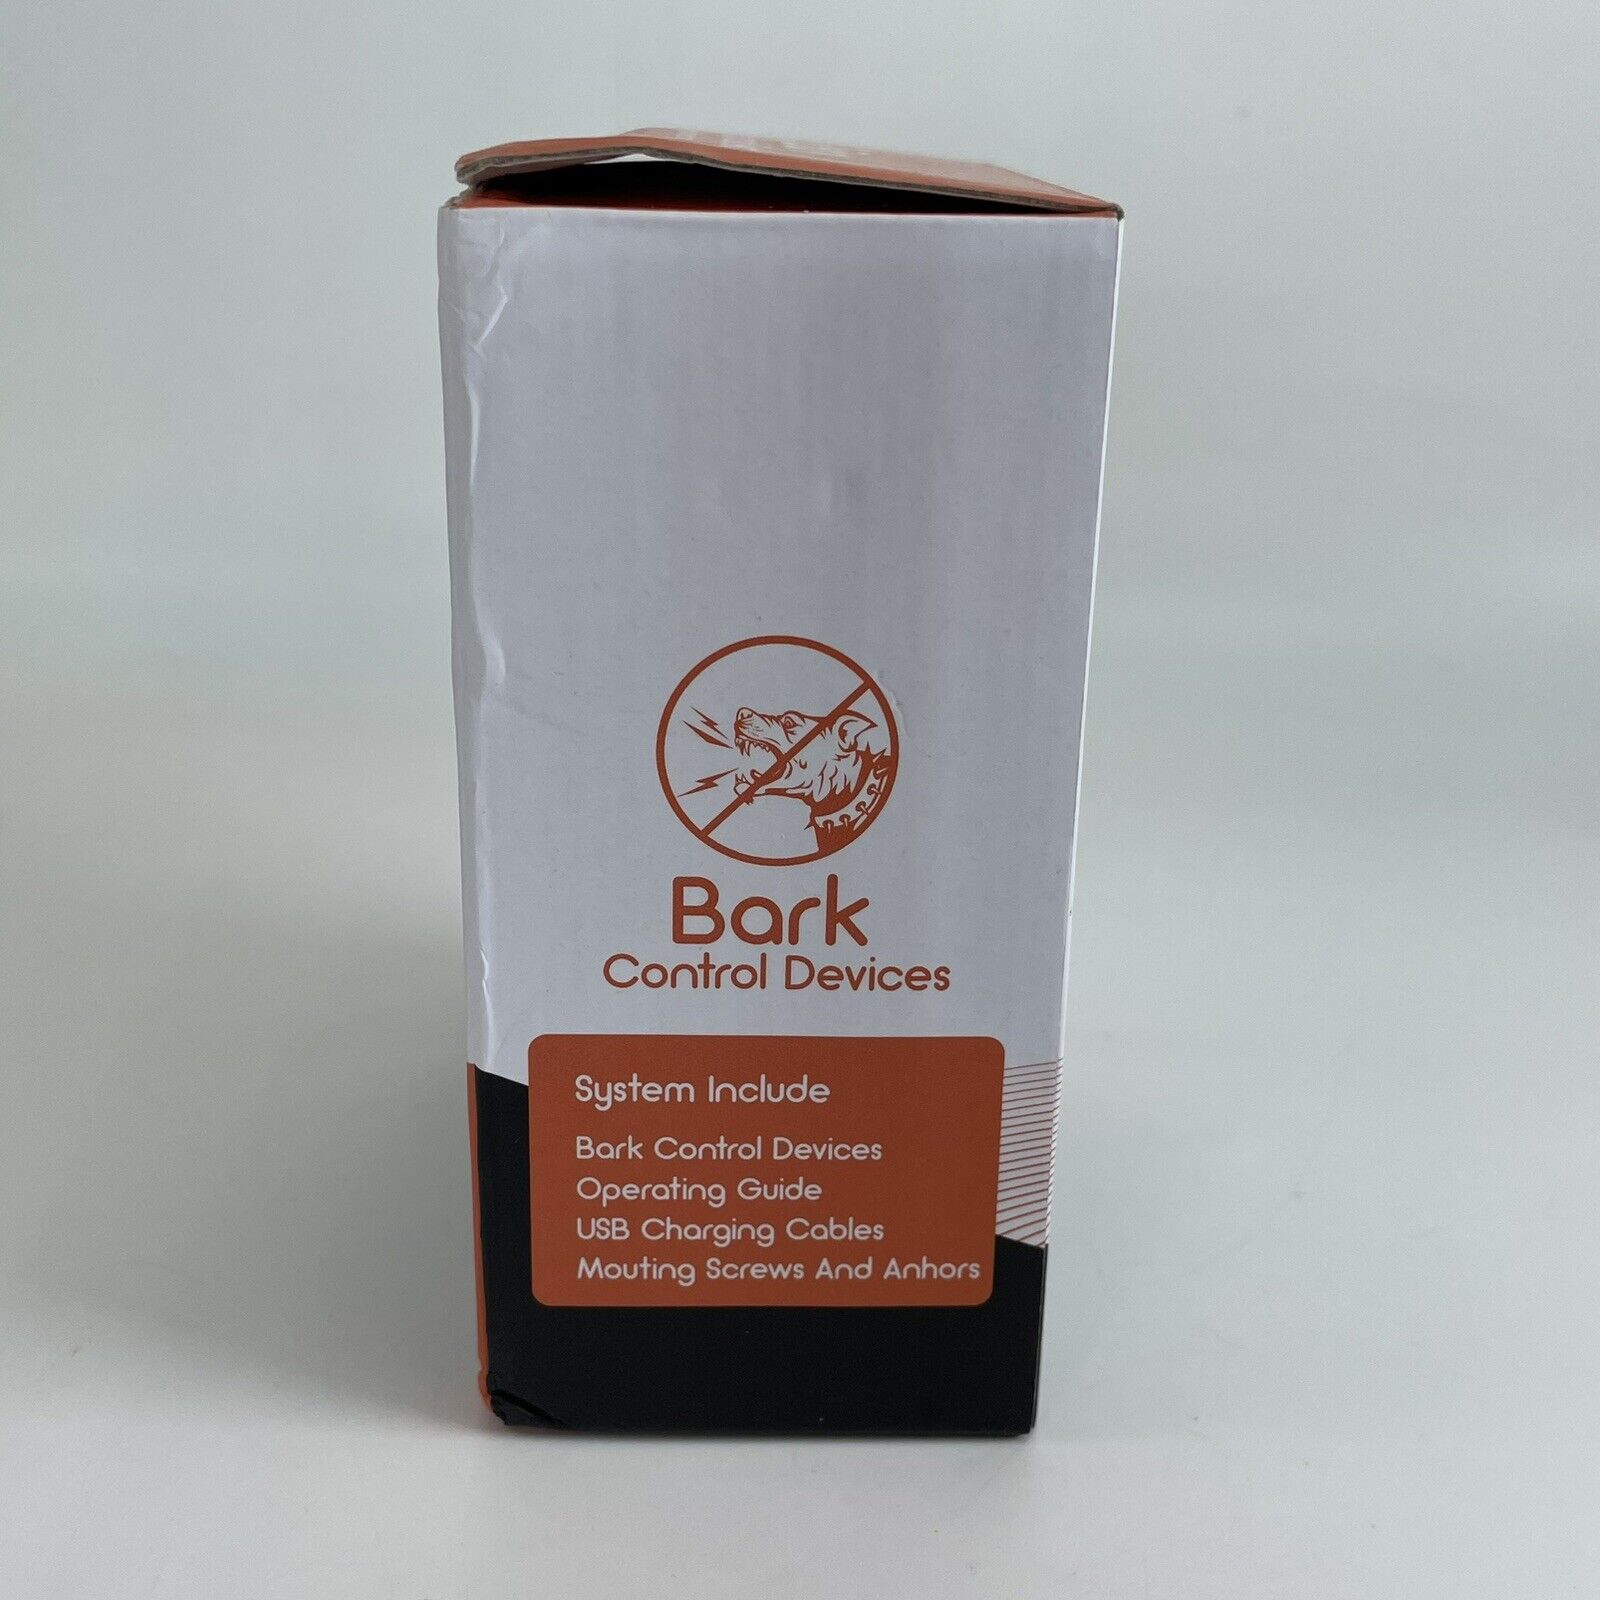 Bark
Control Devices
System Include
Bark Control Devices
Operating Guide
USB Charging Cables
Mouting Screws And Anhors